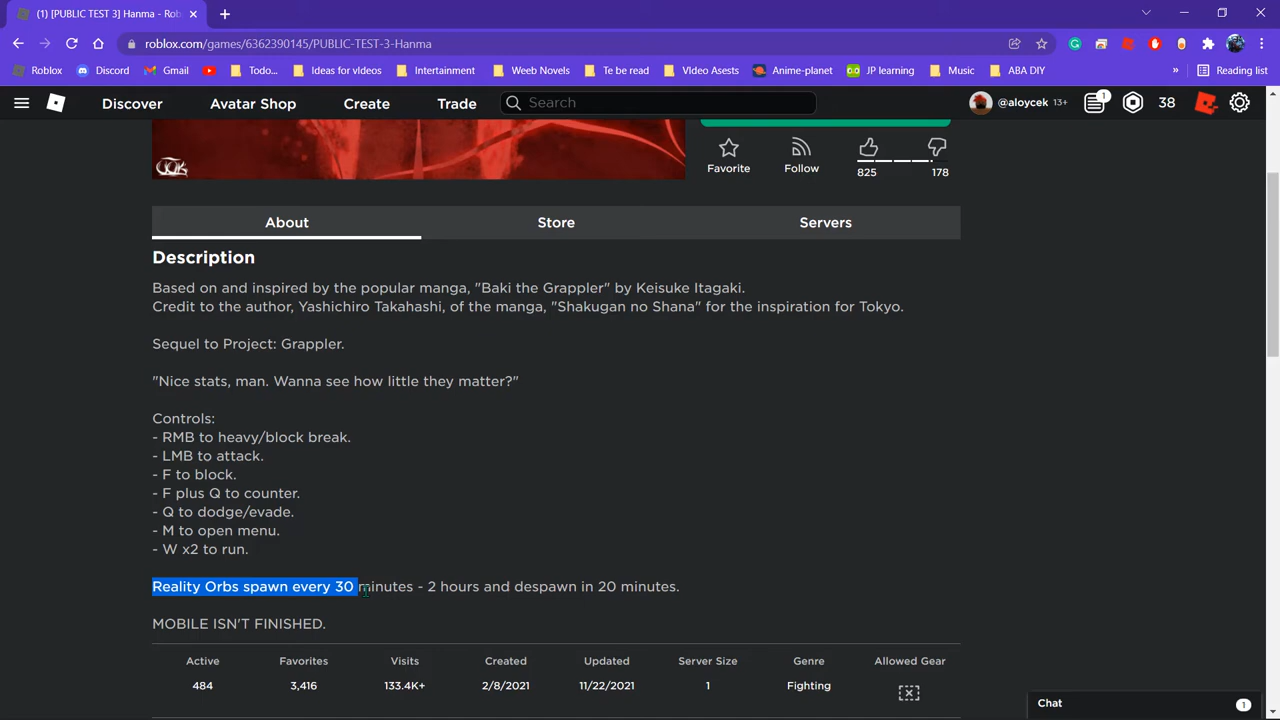 (1) [PUBLIC TEST 3] Hanma - Rob
roblox.com/games/6362390145/PUBLIC-TEST-3-Hanma
Roblox Discord Gmail Todo... Ideas for vIdeos Intertainment Weeb Novels Te be read VIdeo Asests Anime-planet JP learning Music ABA DIY » Reading list
Discover Avatar Shop Create Trade Search @aloycek 13+ 1 38
Favorite Follow 825 178
About Store Servers
Description
Based on and inspired by the popular manga, "Baki the Grappler" by Keisuke Itagaki.
Credit to the author, Yashichiro Takahashi, of the manga, "Shakugan no Shana" for the inspiration for Tokyo.
Sequel to Project: Grappler.
"Nice stats, man. Wanna see how little they matter?"
Controls:
- RMB to heavy/block break.
- LMB to attack.
- F to block.
- F plus Q to counter.
- Q to dodge/evade.
- M to open menu.
- W x2 to run.
Reality Orbs spawn every 30 minutes - 2 hours and despawn in 20 minutes.
MOBILE ISN'T FINISHED.
Active Favorites Visits Created Updated Server Size Genre Allowed Gear
484 3,416 133.4K+ 2/8/2021 11/22/2021 1 Fighting
Chat 1